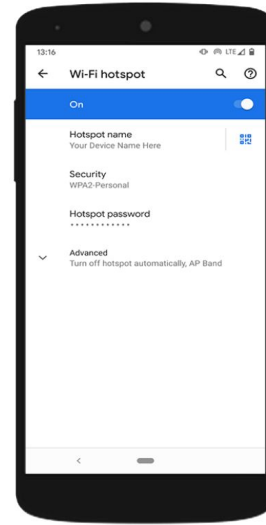 13:16 LTE
Wi-Fi hotspot
On
Hotspot name
Your Device Name Here
Security
WPA2-Personal
Hotspot password
••••••••••••
Advanced
Turn off hotspot automatically, AP Band